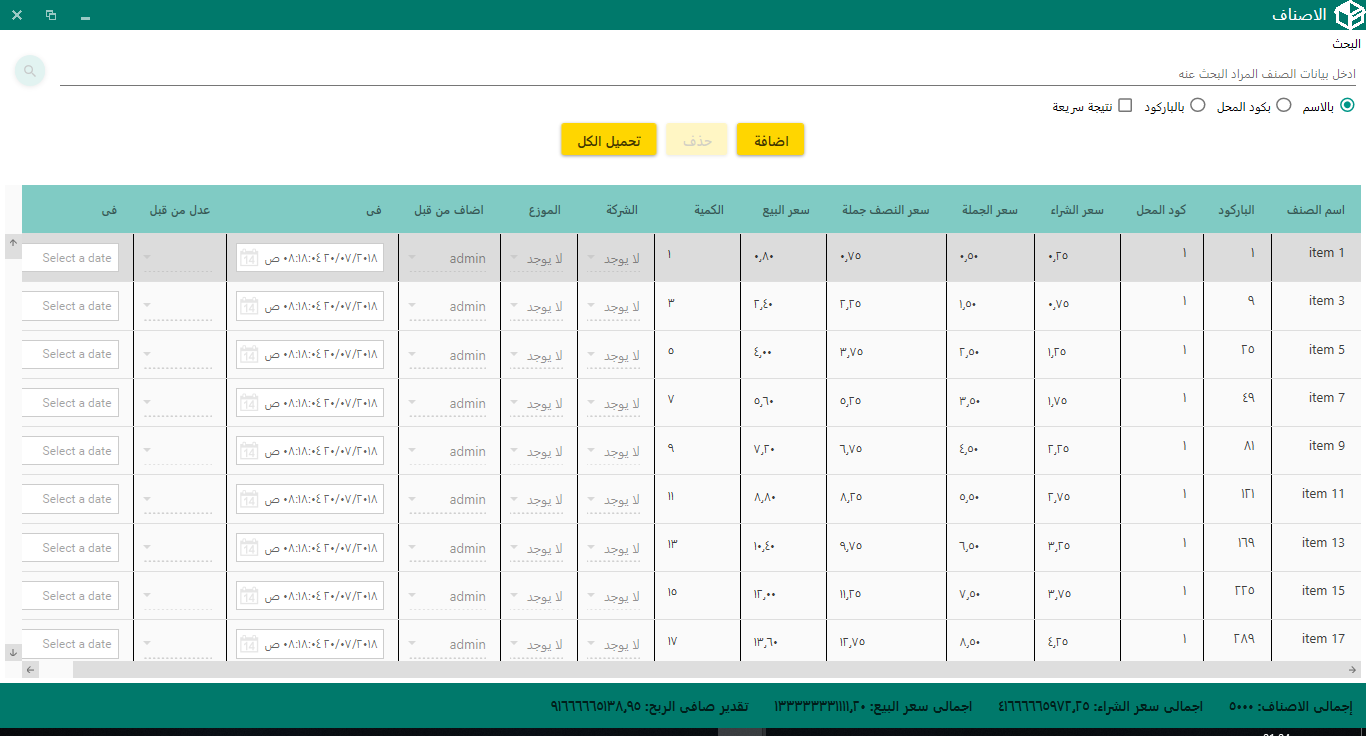 الاصناف
البحث
ادخل بيانات الصنف المراد البحث عنه
بالاسم بكود المحل بالباركود نتيجة سريعة
اضافة حذف تحميل الكل
اسم الصنف الباركود كود المحل سعر الشراء سعر الجملة سعر النصف جملة سعر البيع الكمية الشركة الموزع اضاف من قبل فى عدل من قبل فى
item 1 ١ ١ ٠,٢٥ ٠,٥٠ ٠,٧٥ ٠,٨٠ ١ لا يوجد لا يوجد admin ٢٠/٠٧/٢٠١٨ ٠٨:١٨:٠٤ ص 14 Select a date
item 3 ٩ ١ ٠,٧٥ ١,٥٠ ٢,٢٥ ٢,٤٠ ٣ لا يوجد لا يوجد admin ٢٠/٠٧/٢٠١٨ ٠٨:١٨:٠٤ ص 14 Select a date
item 5 ٢٥ ١ ١,٢٥ ٢,٥٠ ٣,٧٥ ٤,٠٠ ٥ لا يوجد لا يوجد admin ٢٠/٠٧/٢٠١٨ ٠٨:١٨:٠٤ ص 14 Select a date
item 7 ٤٩ ١ ١,٧٥ ٣,٥٠ ٥,٢٥ ٥,٦٠ ٧ لا يوجد لا يوجد admin ٢٠/٠٧/٢٠١٨ ٠٨:١٨:٠٤ ص 14 Select a date
item 9 ٨١ ١ ٢,٢٥ ٤,٥٠ ٦,٧٥ ٧,٢٠ ٩ لا يوجد لا يوجد admin ٢٠/٠٧/٢٠١٨ ٠٨:١٨:٠٤ ص 14 Select a date
item 11 ١٢١ ١ ٢,٧٥ ٥,٥٠ ٨,٢٥ ٨,٨٠ ١١ لا يوجد لا يوجد admin ٢٠/٠٧/٢٠١٨ ٠٨:١٨:٠٤ ص 14 Select a date
item 13 ١٦٩ ١ ٣,٢٥ ٦,٥٠ ٩,٧٥ ١٠,٤٠ ١٣ لا يوجد لا يوجد admin ٢٠/٠٧/٢٠١٨ ٠٨:١٨:٠٤ ص 14 Select a date
item 15 ٢٢٥ ١ ٣,٧٥ ٧,٥٠ ١١,٢٥ ١٢,٠٠ ١٥ لا يوجد لا يوجد admin ٢٠/٠٧/٢٠١٨ ٠٨:١٨:٠٤ ص 14 Select a date
item 17 ٢٨٩ ١ ٤,٢٥ ٨,٥٠ ١٢,٧٥ ١٣,٦٠ ١٧ لا يوجد لا يوجد admin ٢٠/٠٧/٢٠١٨ ٠٨:١٨:٠٤ ص 14 Select a date
إجمالى الاصناف: ٥٠٠٠ اجمالى سعر الشراء: ٤١٦٦٦٦٦٥٩٧٢,٢٥ اجمالى سعر البيع: ١٣٣٣٣٣٣٣١١١١,٢٠ تقدير صافى الربح: ٩١٦٦٦٦٦٥١٣٨,٩٥